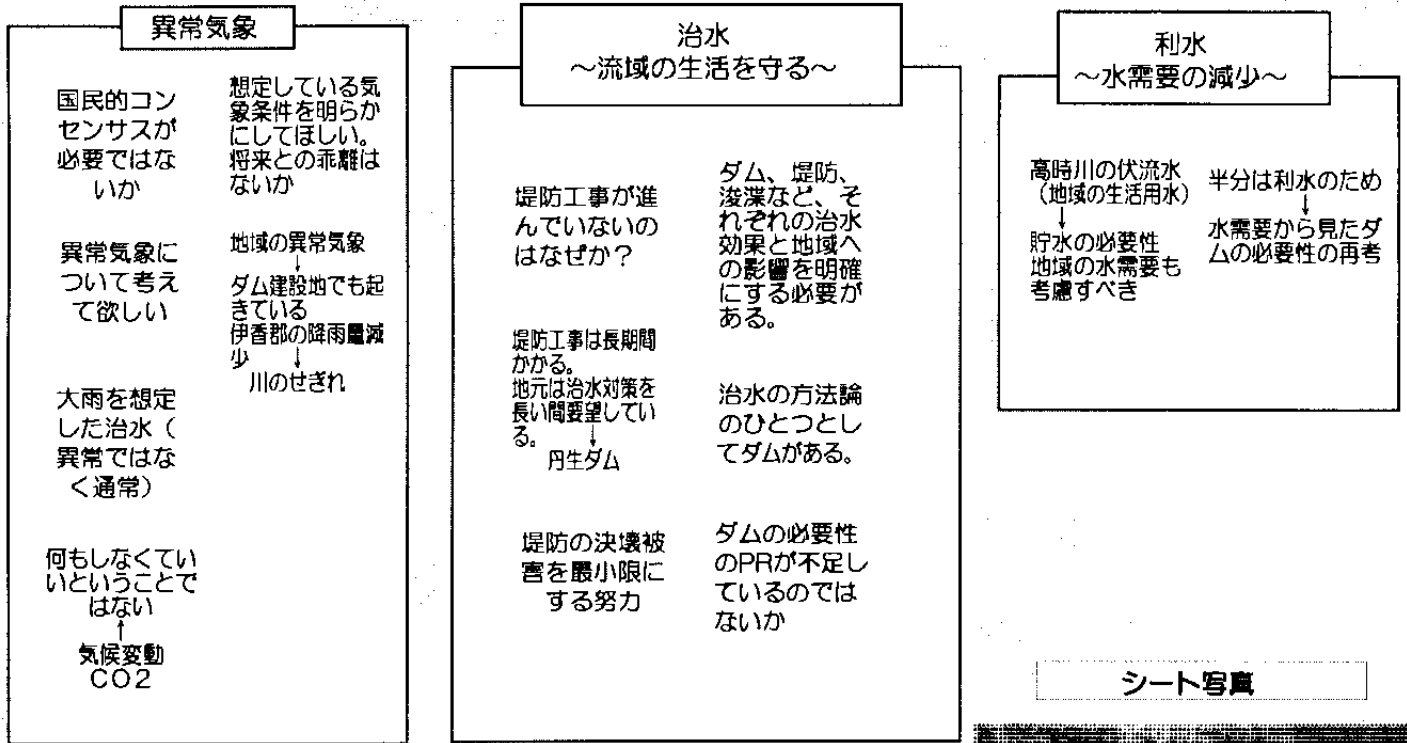 異常気象
国民的コン
センサスが
必要ではな
いか
想定している気
象条件を明らか
にしてほしい。
将来との乖離は
ないか
異常気象に
ついて考え
て欲しい
地域の異常気象
↓
ダム建設地でも起
きている
伊香郡の降雨量減
少
↓
川のせぎれ
大雨を想定
した治水（
異常ではな
く通常）
何もしなくてい
いということで
はない
↑
気候変動
CO2
治水
～流域の生活を守る～
堤防工事が進
んでいないの
はなぜか？
ダム、堤防、
浚渫など、そ
れぞれの治水
効果と地域へ
の影響を明確
にする必要が
ある。
堤防工事は長期間
かかる。
地元は治水対策を
長い間要望してい
る。
↓
丹生ダム
治水の方法論
のひとつとし
てダムがある。
堤防の決壊被
害を最小限に
する努力
ダムの必要性
のPRが不足し
ているのでは
ないか
利水
～水需要の減少～
高時川の伏流水
（地域の生活用水）
↓
貯水の必要性
地域の水需要も
考慮すべき
半分は利水のため
↓
水需要から見たダ
ムの必要性の再考
シート写真